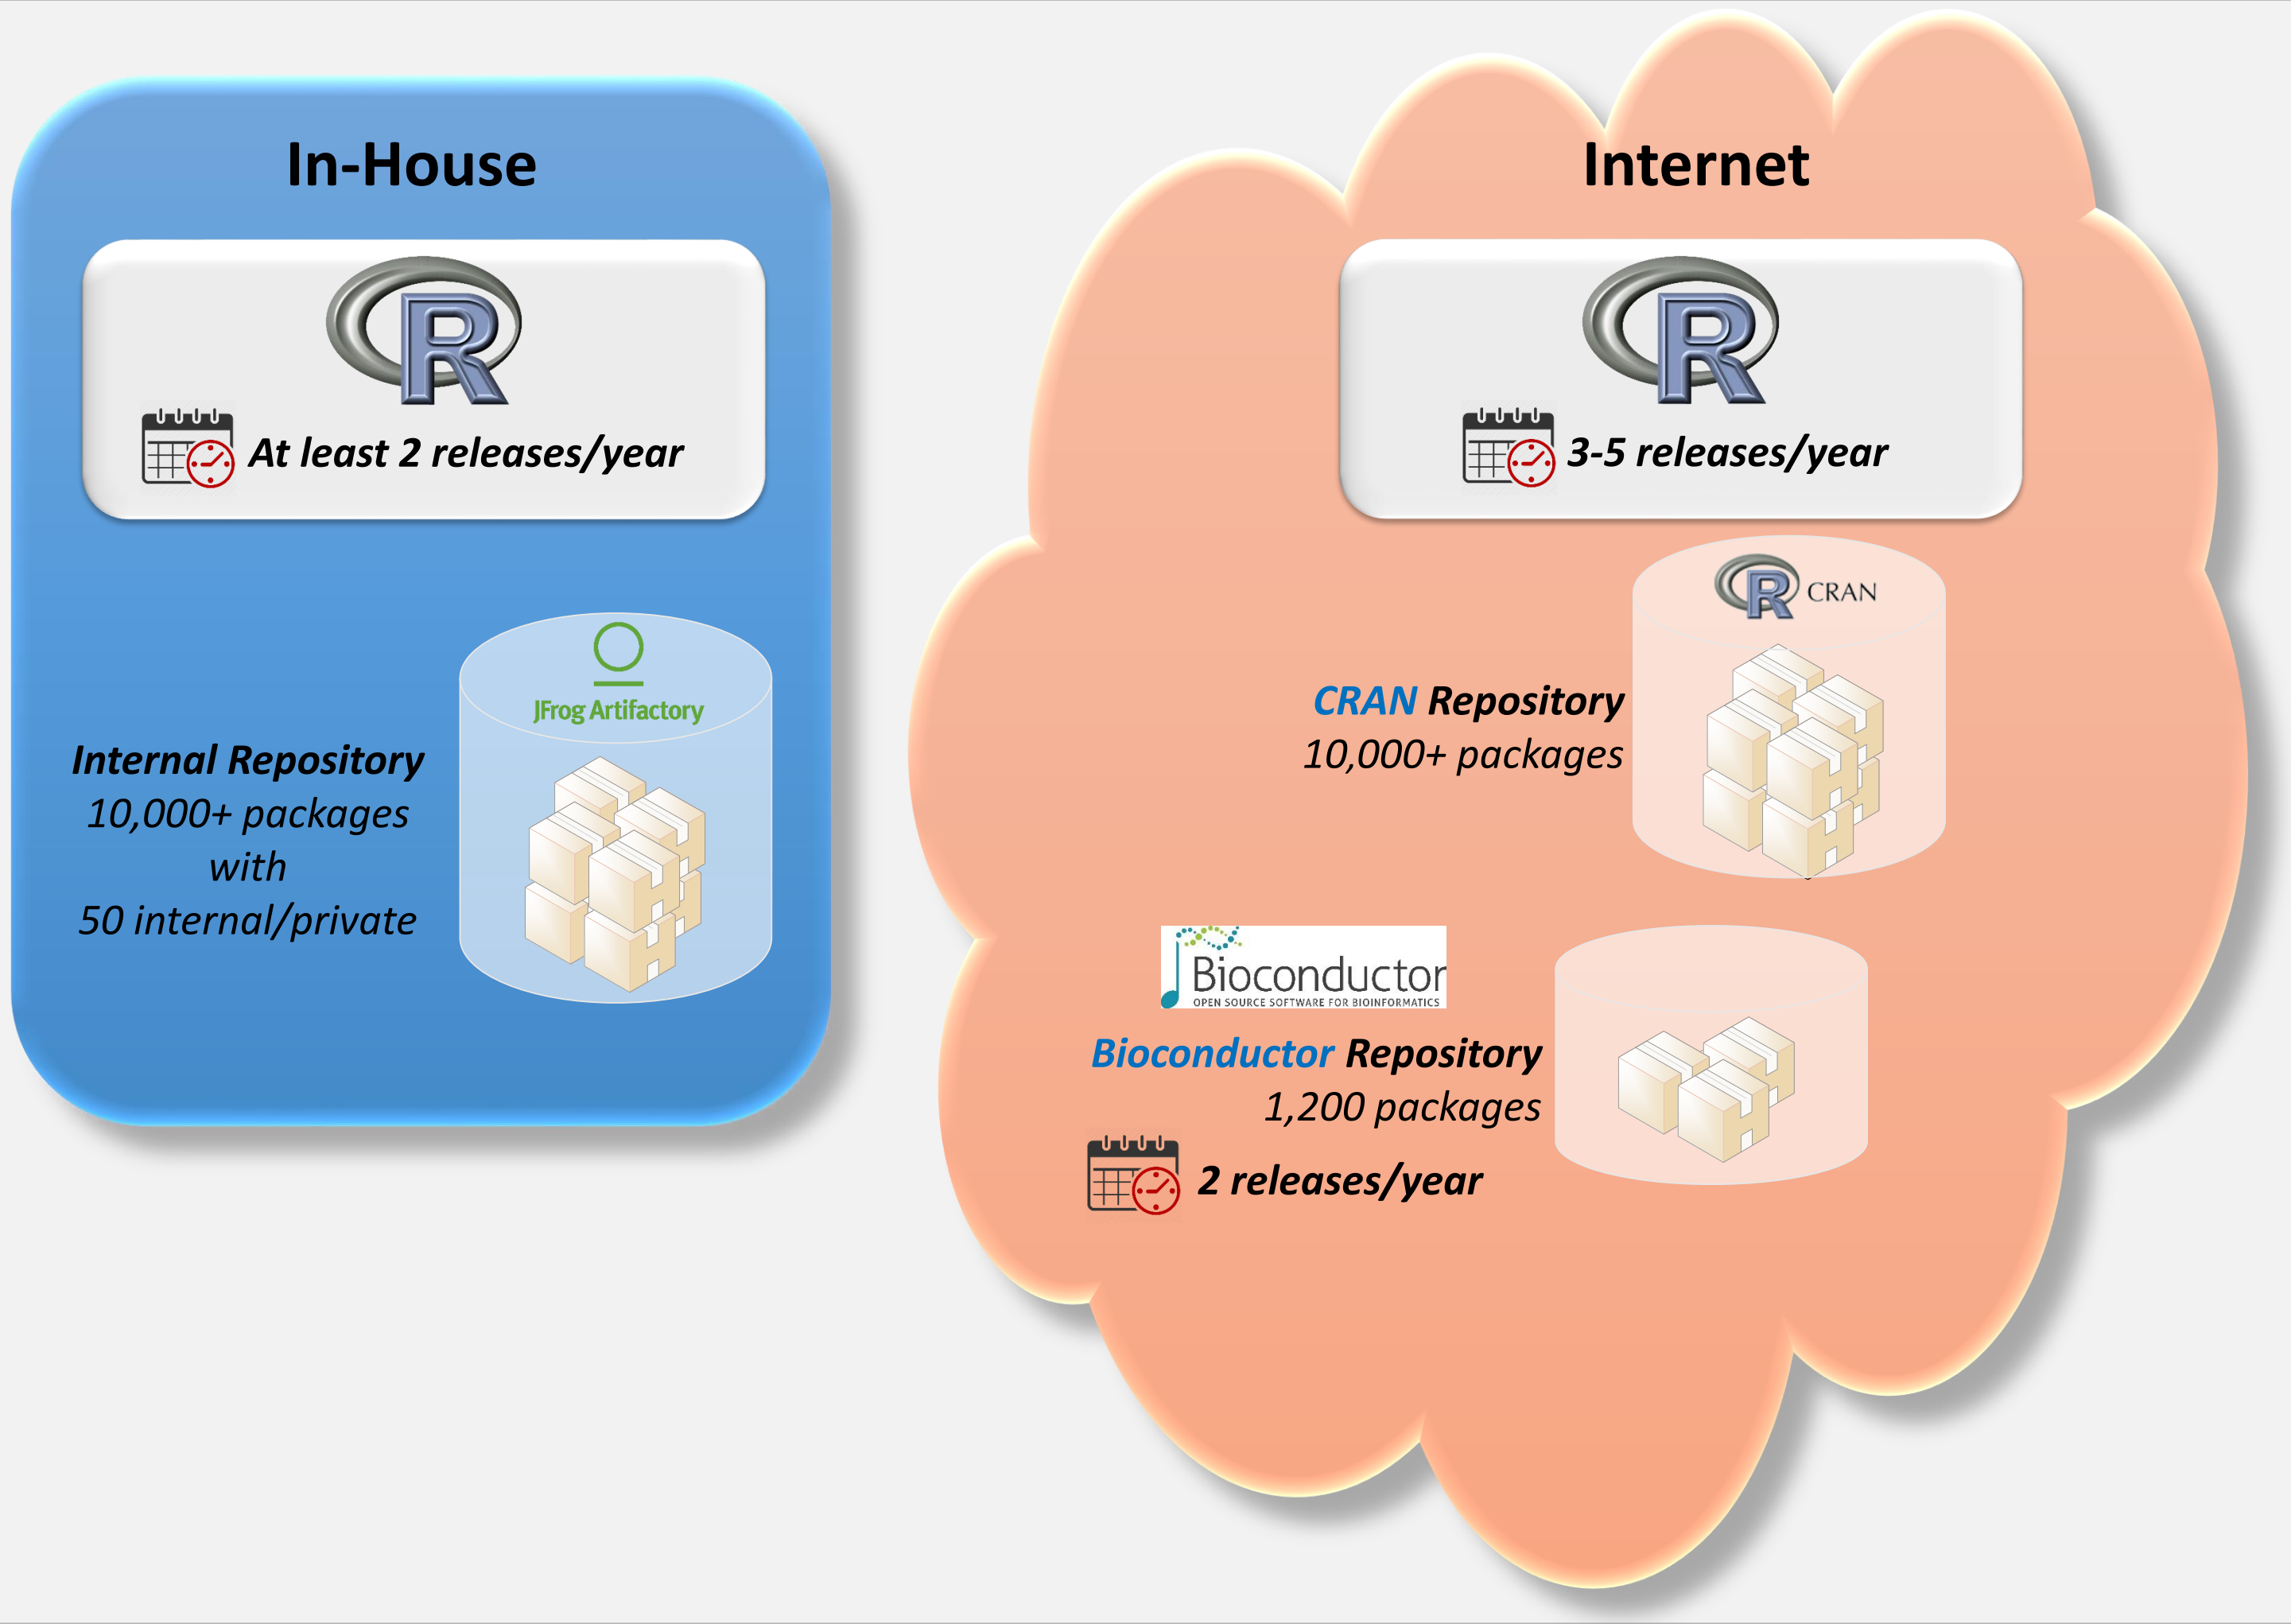 In-House
R
At least 2 releases/year
JFrog Artifactory
Internal Repository
10,000+ packages
with
50 internal/private
Internet
R
3-5 releases/year
R CRAN
CRAN Repository
10,000+ packages
Bioconductor
OPEN SOURCE SOFTWARE FOR BIOINFORMATICS
Bioconductor Repository
1,200 packages
2 releases/year